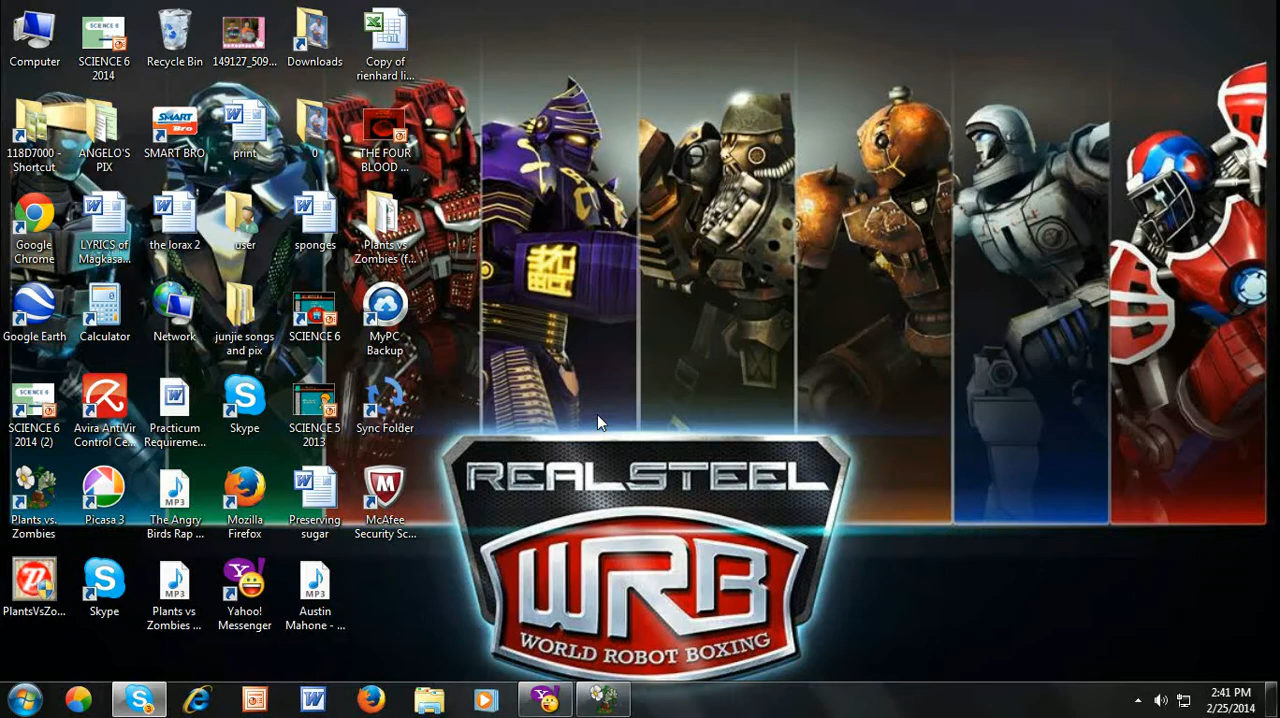 Computer
SCIENCE 6
2014
Recycle Bin
149127_509...
Downloads
Copy of
rienhard li...
118D7000 -
Shortcut
ANGELO'S
PIX
SMART BRO
print
0
THE FOUR
BLOOD ...
Google
Chrome
LYRICS of
Magkasa...
the lorax 2
user
sponges
Plants vs
Zombies (f...
Google Earth
Calculator
Network
junjie songs
and pix
SCIENCE 6
MyPC
Backup
SCIENCE 6
2014 (2)
Avira AntiVir
Control Ce...
Practicum
Requireme...
Skype
SCIENCE 5
2013
Sync Folder
Plants vs.
Zombies
Picasa 3
The Angry
Birds Rap ...
Mozilla
Firefox
Preserving
sugar
McAfee
Security Sc...
PlantsVsZo...
Skype
Plants vs
Zombies ...
Yahoo!
Messenger
Austin
Mahone - ...
REAL STEEL
WRB
WORLD ROBOT BOXING
2:41 PM
2/25/2014